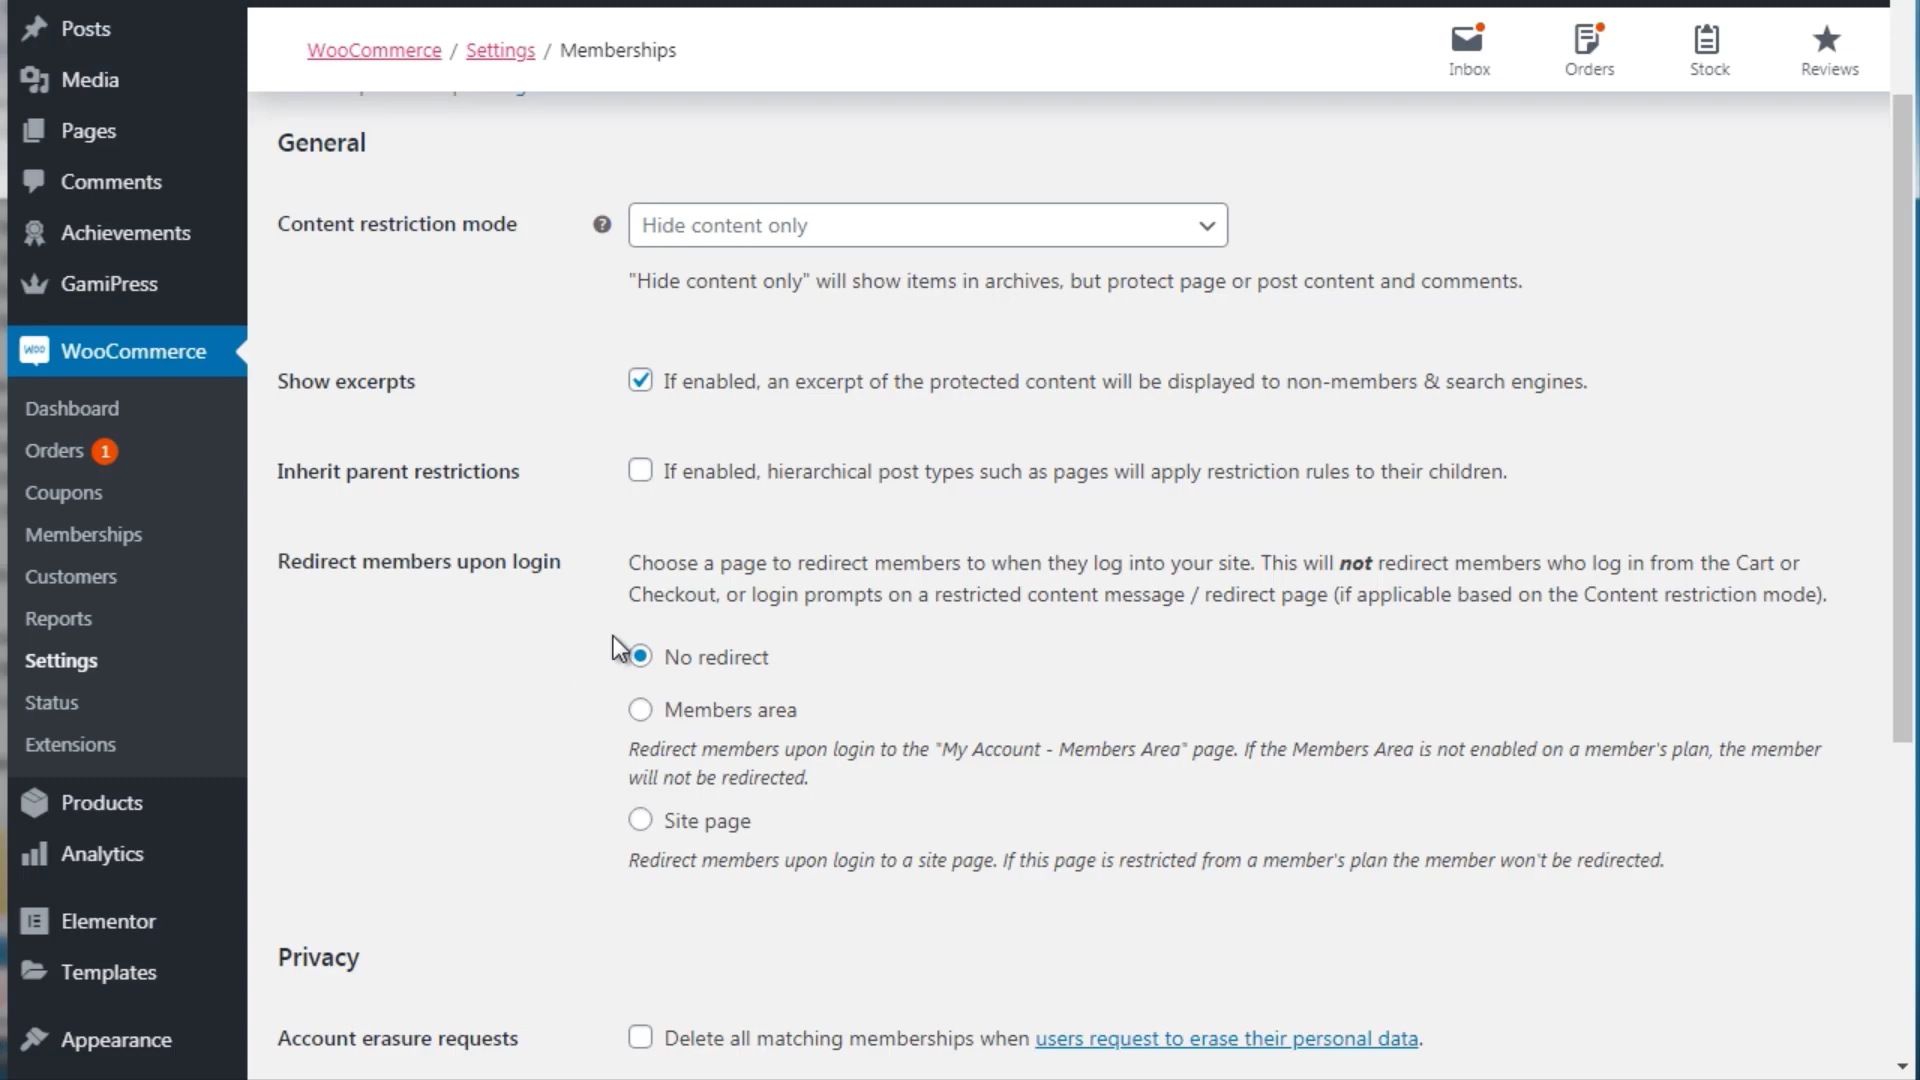 Posts
Media
Pages
Comments
Achievements
GamiPress
WOO WooCommerce
Dashboard
Orders 1
Coupons
Memberships
Customers
Reports
Settings
Status
Extensions
Products
Analytics
Elementor
Templates
Appearance
WooCommerce / Settings / Memberships
Inbox
Orders
Stock
Reviews
General
Content restriction mode ? Hide content only
"Hide content only" will show items in archives, but protect page or post content and comments.
Show excerpts If enabled, an excerpt of the protected content will be displayed to non-members & search engines.
Inherit parent restrictions If enabled, hierarchical post types such as pages will apply restriction rules to their children.
Redirect members upon login Choose a page to redirect members to when they log into your site. This will not redirect members who log in from the Cart or
Checkout, or login prompts on a restricted content message / redirect page (if applicable based on the Content restriction mode).
No redirect
Members area
Redirect members upon login to the "My Account - Members Area" page. If the Members Area is not enabled on a member's plan, the member
will not be redirected.
Site page
Redirect members upon login to a site page. If this page is restricted from a member's plan the member won't be redirected.
Privacy
Account erasure requests Delete all matching memberships when users request to erase their personal data.